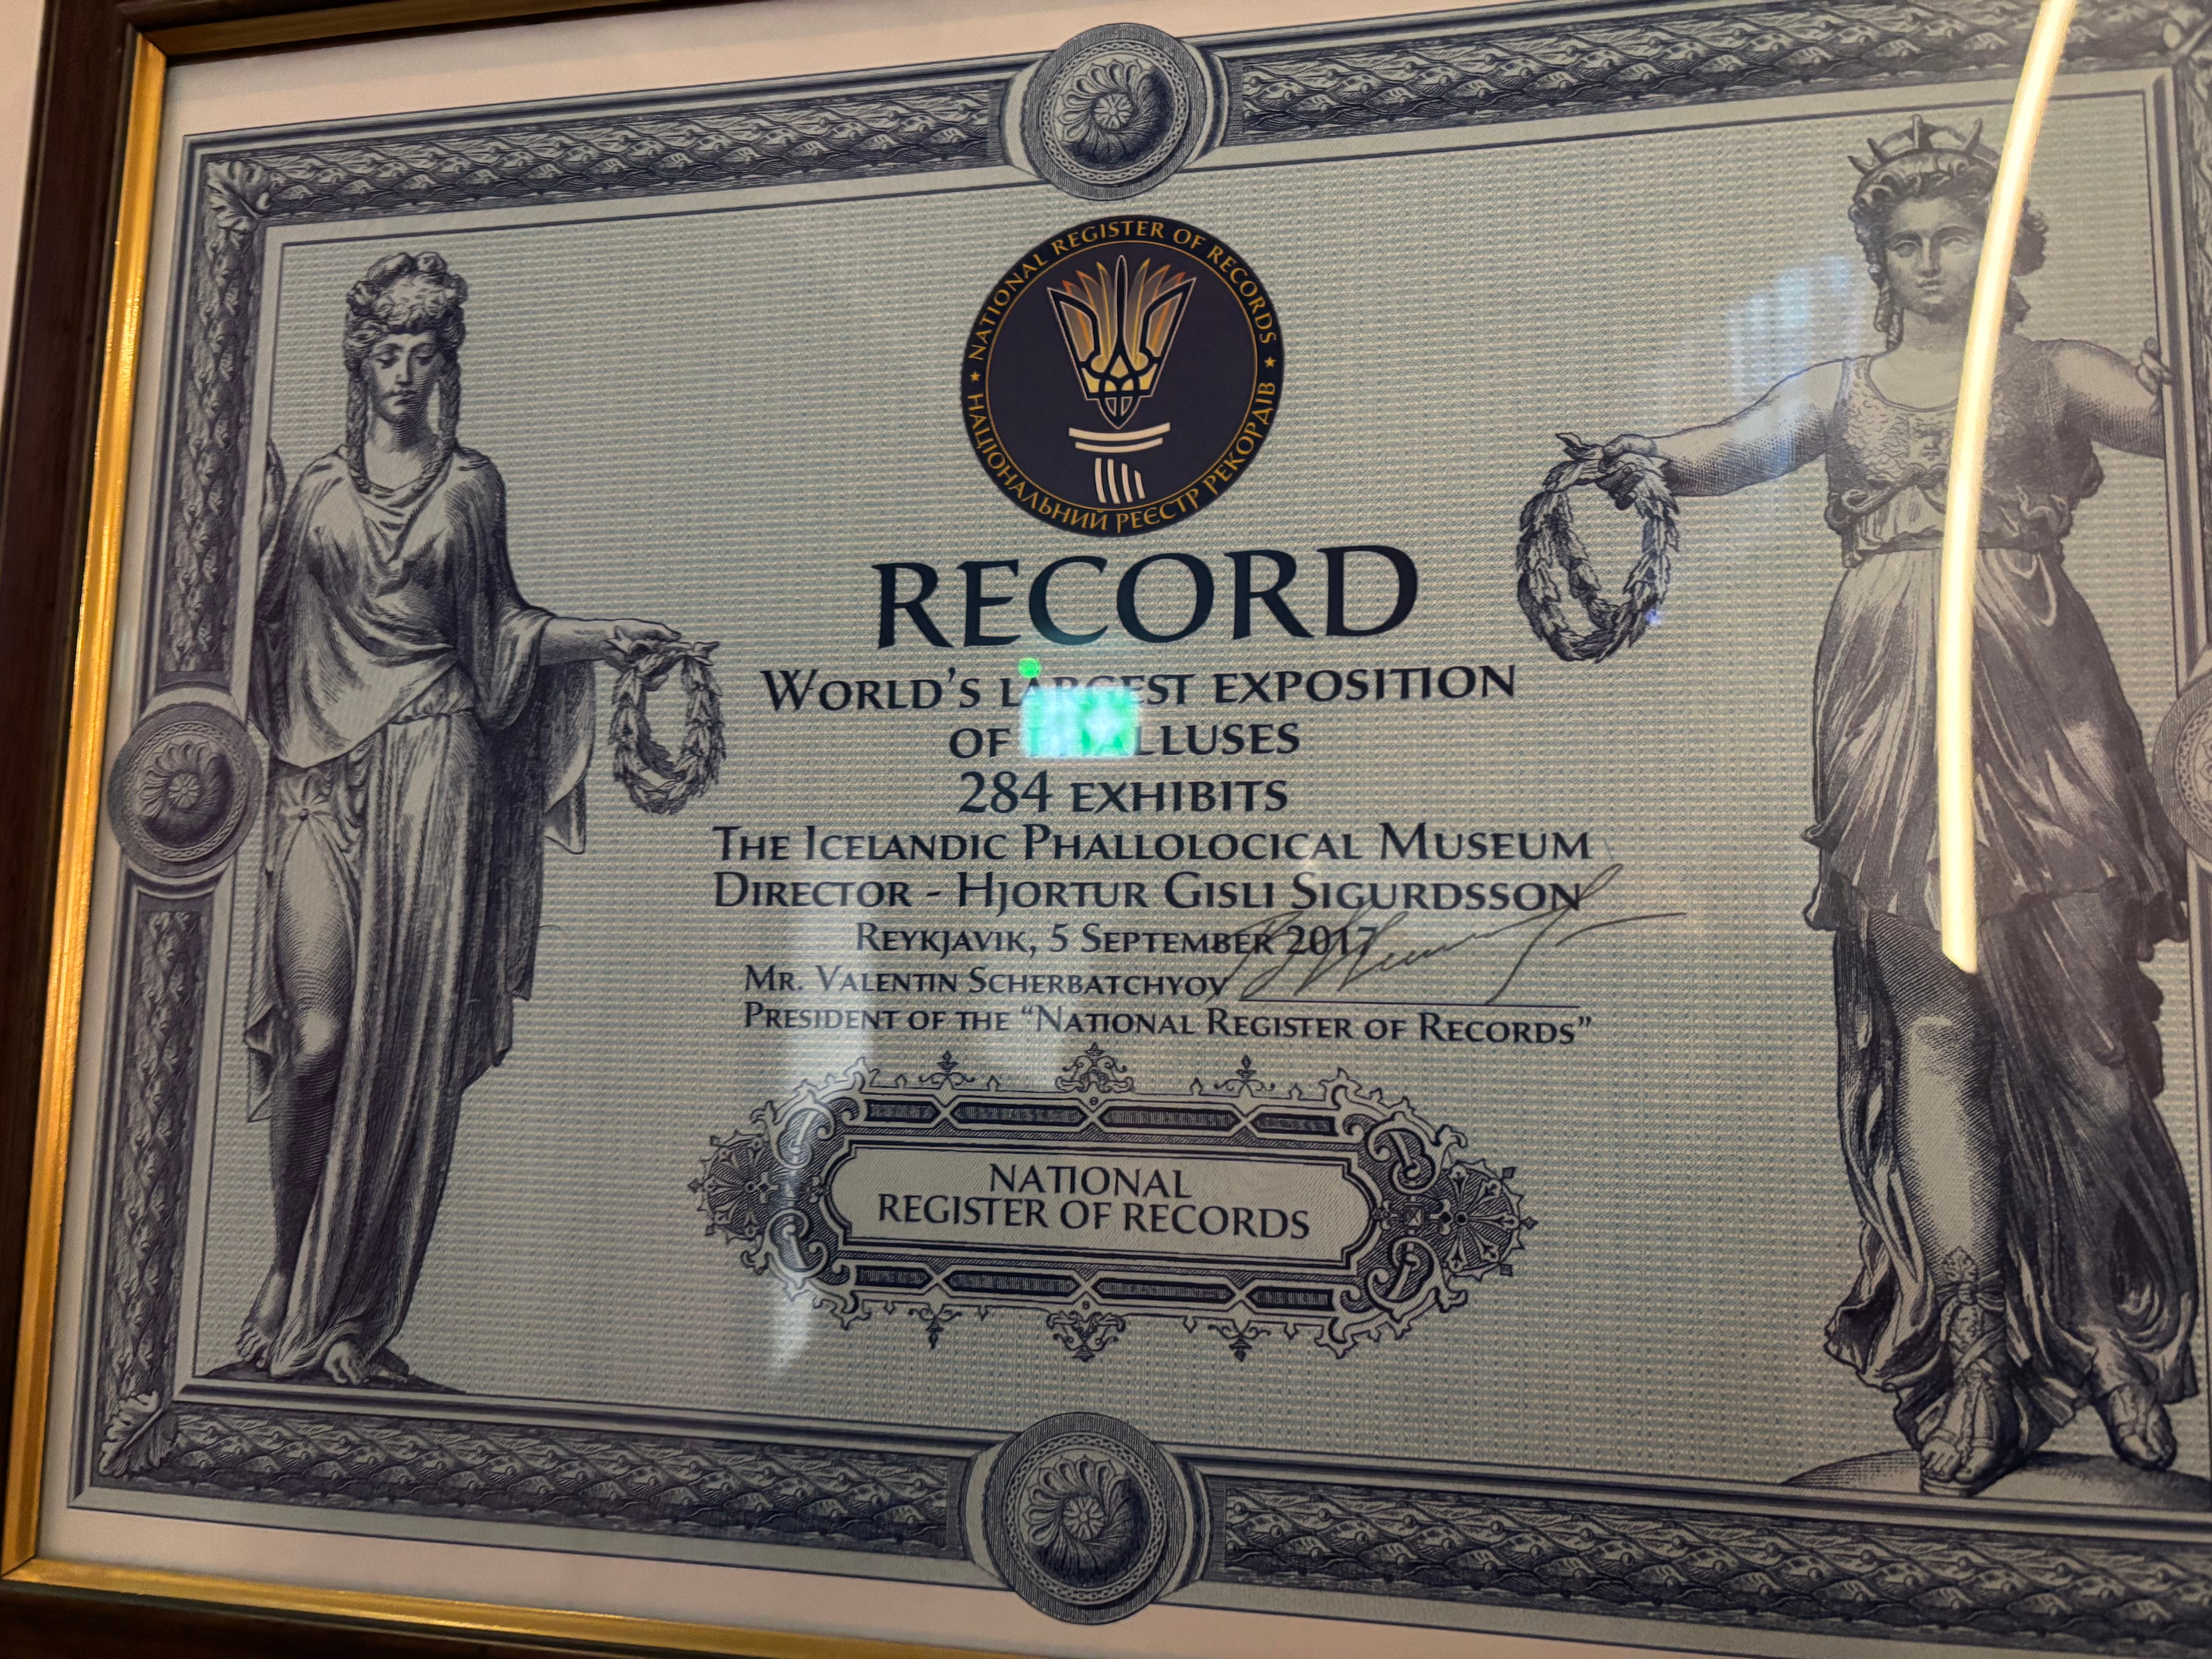 NATIONAL REGISTER OF RECORDS
НАЦІОНАЛЬНИЙ РЕЄСТР РЕКОРДІВ
RECORD
WORLD'S LARGEST EXPOSITION
OF PHALLUSES
284 EXHIBITS
THE ICELANDIC PHALLOLOCICAL MUSEUM
DIRECTOR - HJORTUR GISLI SIGURDSSON
REYKJAVIK, 5 SEPTEMBER 2017
MR. VALENTIN SCHERBATCHYOV
PRESIDENT OF THE "NATIONAL REGISTER OF RECORDS"
NATIONAL
REGISTER OF RECORDS